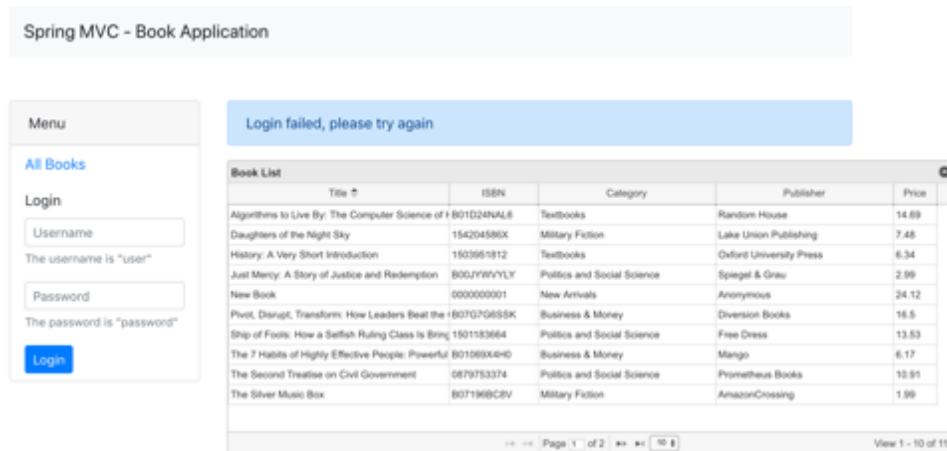 Spring MVC - Book Application
Menu
All Books
Login
Username
The username is "user"
Password
The password is "password"
Login
Login failed, please try again
Book List
Title ISBN Category Publisher Price
Algorithms to Live By: The Computer Science of H B01D24NAL6 Textbooks Random House 14.69
Daughters of the Night Sky 154204586X Military Fiction Lake Union Publishing 7.48
History: A Very Short Introduction 1503951812 Textbooks Oxford University Press 6.34
Just Mercy: A Story of Justice and Redemption B00JYWVYLY Politics and Social Science Spiegel & Grau 2.99
New Book 0000000001 New Arrivals Anonymous 24.12
Pivot, Disrupt, Transform: How Leaders Beat the B07G7G6SSK Business & Money Diversion Books 16.5
Ship of Fools: How a Selfish Ruling Class Is Bring 1501183664 Politics and Social Science Free Dress 13.53
The 7 Habits of Highly Effective People: Powerful B01069X4H0 Business & Money Mango 6.17
The Second Treatise on Civil Government 0879753374 Politics and Social Science Prometheus Books 10.91
The Silver Music Box B07196BC8V Military Fiction AmazonCrossing 1.99
Page 1 of 2 10 View 1 - 10 of 11